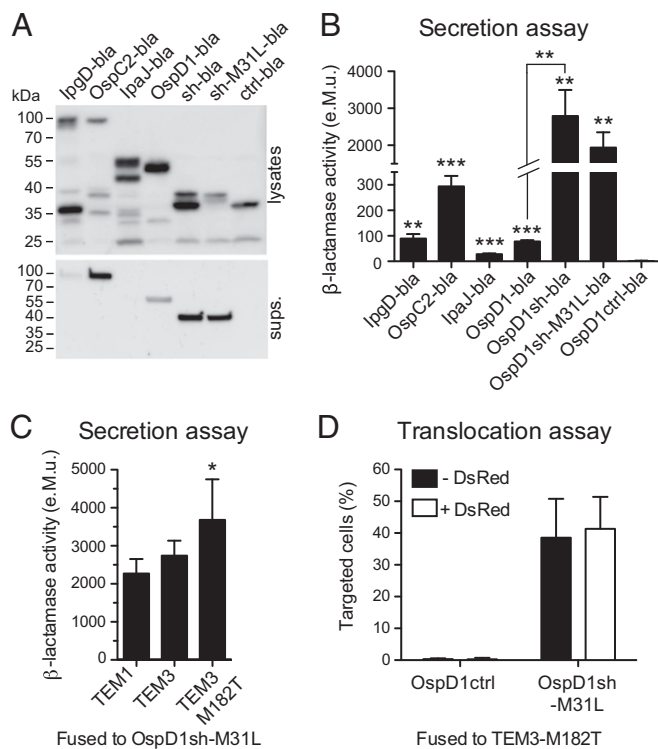 A
IpgD-bla
OspC2-bla
IpaJ-bla
OspD1-bla
sh-bla
sh-M31L-bla
ctrl-bla
kDa
100
70
55
40
35
25
lysates
100
70
55
40
35
25
sups.
B
Secretion assay
β-lactamase activity (e.M.u.)
4000
2000
300
200
100
0
**
***
***
***
**
**
**
IpgD-bla
OspC2-bla
IpaJ-bla
OspD1-bla
OspD1sh-bla
OspD1sh-M31L-bla
OspD1ctrl-bla
C
Secretion assay
β-lactamase activity (e.M.u.)
5000
4000
3000
2000
1000
0
*
TEM1
TEM3
TEM3
M182T
Fused to OspD1sh-M31L
D
Translocation assay
Targeted cells (%)
60
50
40
30
20
10
0
- DsRed
+ DsRed
OspD1ctrl
OspD1sh
-M31L
Fused to TEM3-M182T